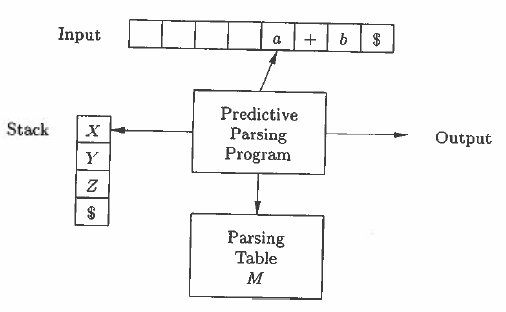 Input
a + b $
Predictive
Parsing
Program
Stack
X
Y
Z
$
Output
Parsing
Table
M